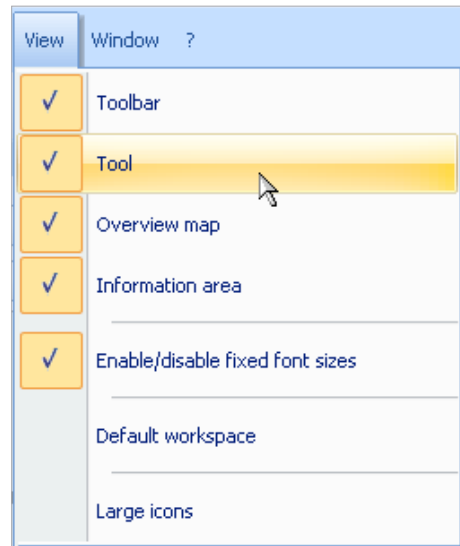 View Window ?
Toolbar
Tool
Overview map
Information area
Enable/disable fixed font sizes
Default workspace
Large icons